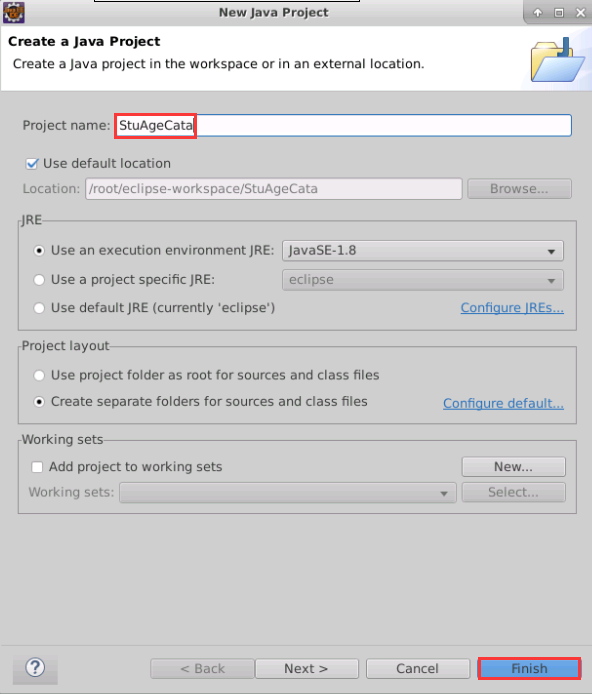 New Java Project
Create a Java Project
Create a Java project in the workspace or in an external location.
Project name: StuAgeCata
Use default location
Location: /root/eclipse-workspace/StuAgeCata Browse...
JRE
Use an execution environment JRE: JavaSE-1.8
Use a project specific JRE: eclipse
Use default JRE (currently 'eclipse') Configure JREs...
Project layout
Use project folder as root for sources and class files
Create separate folders for sources and class files Configure default...
Working sets
Add project to working sets New...
Working sets: Select...
? < Back Next > Cancel Finish